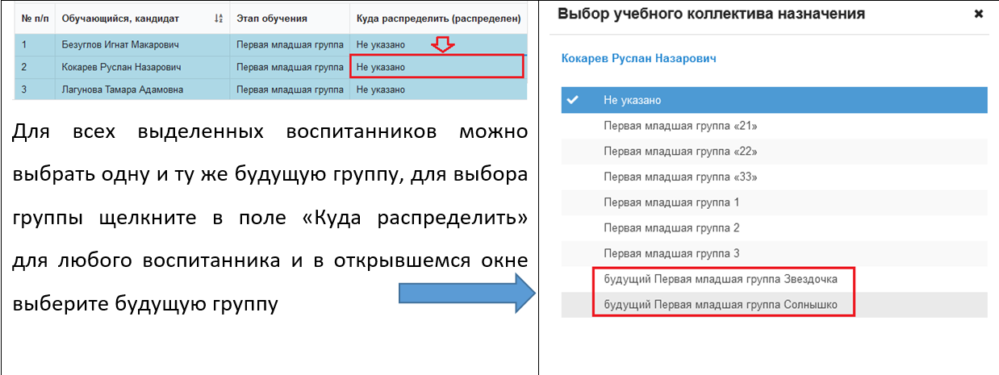 № п/п Обучающийся, кандидат Этап обучения Куда распределить (распределен)
1 Безуглов Игнат Макарович Первая младшая группа Не указано
2 Кокарев Руслан Назарович Первая младшая группа Не указано
3 Лагунова Тамара Адамовна Первая младшая группа Не указано
Для всех выделенных воспитанников можно
выбрать одну и ту же будущую группу, для выбора
группы щелкните в поле «Куда распределить»
для любого воспитанника и в открывшемся окне
выберите будущую группу
Выбор учебного коллектива назначения
Кокарев Руслан Назарович
Не указано
Первая младшая группа «21»
Первая младшая группа «22»
Первая младшая группа «33»
Первая младшая группа 1
Первая младшая группа 2
Первая младшая группа 3
будущий Первая младшая группа Звездочка
будущий Первая младшая группа Солнышко